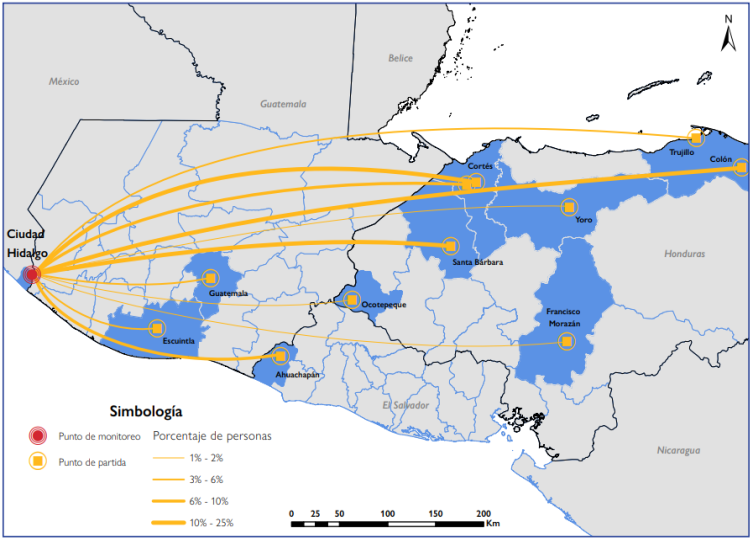 N
México
Belice
Guatemala
Trujillo
Colón
Cortés
Yoro
Ciudad
Hidalgo
Honduras
Santa Bárbara
Guatemala
Ocotepeque
Francisco
Morazán
Escuintla
Ahuachapán
El Salvador
Nicaragua
Simbología
Punto de monitoreo
Punto de partida
Porcentaje de personas
1% - 2%
3% - 6%
6% - 10%
10% - 25%
0 25 50 100 150 200
Km